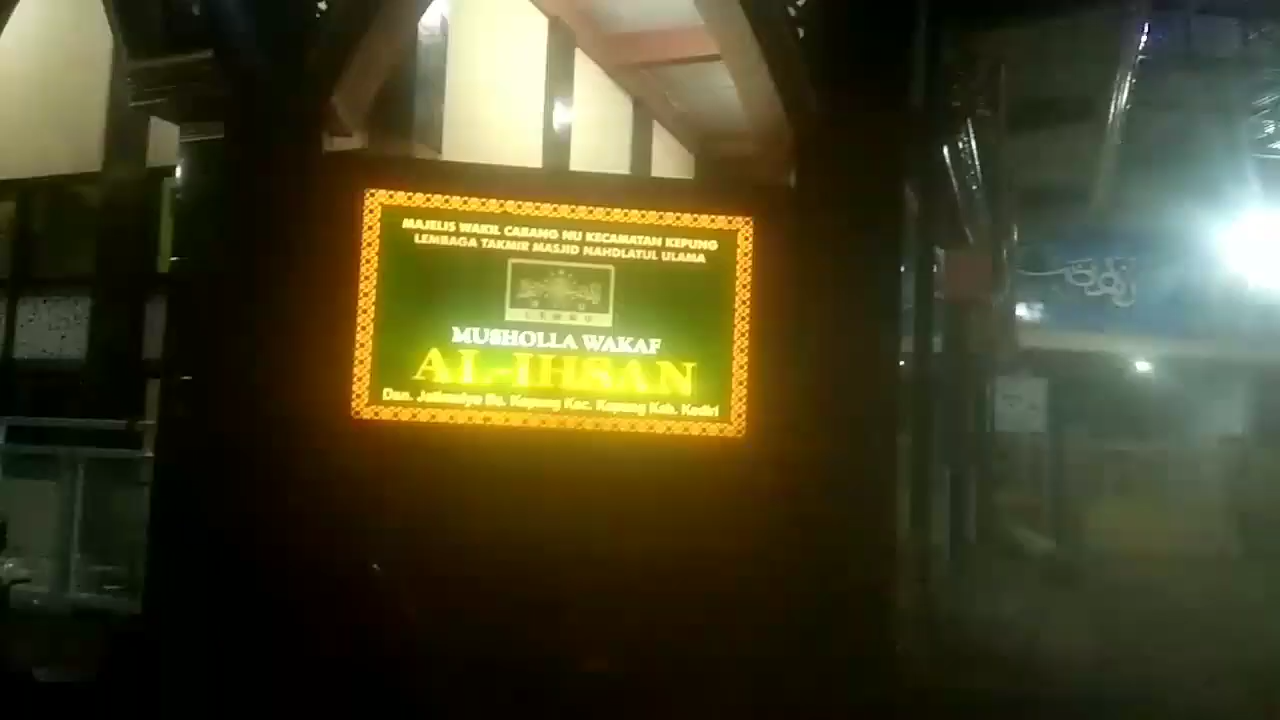 MAJELIS WAKIL CABANG NU KECAMATAN KEPUNG
LEMBAGA TAKMIR MASJID NAHDLATUL ULAMA
MUSHOLLA WAKAF
AL-IHSAN
Dsn. Jatimulyo Ds. Kepung Kec. Kepung Kab. Kediri